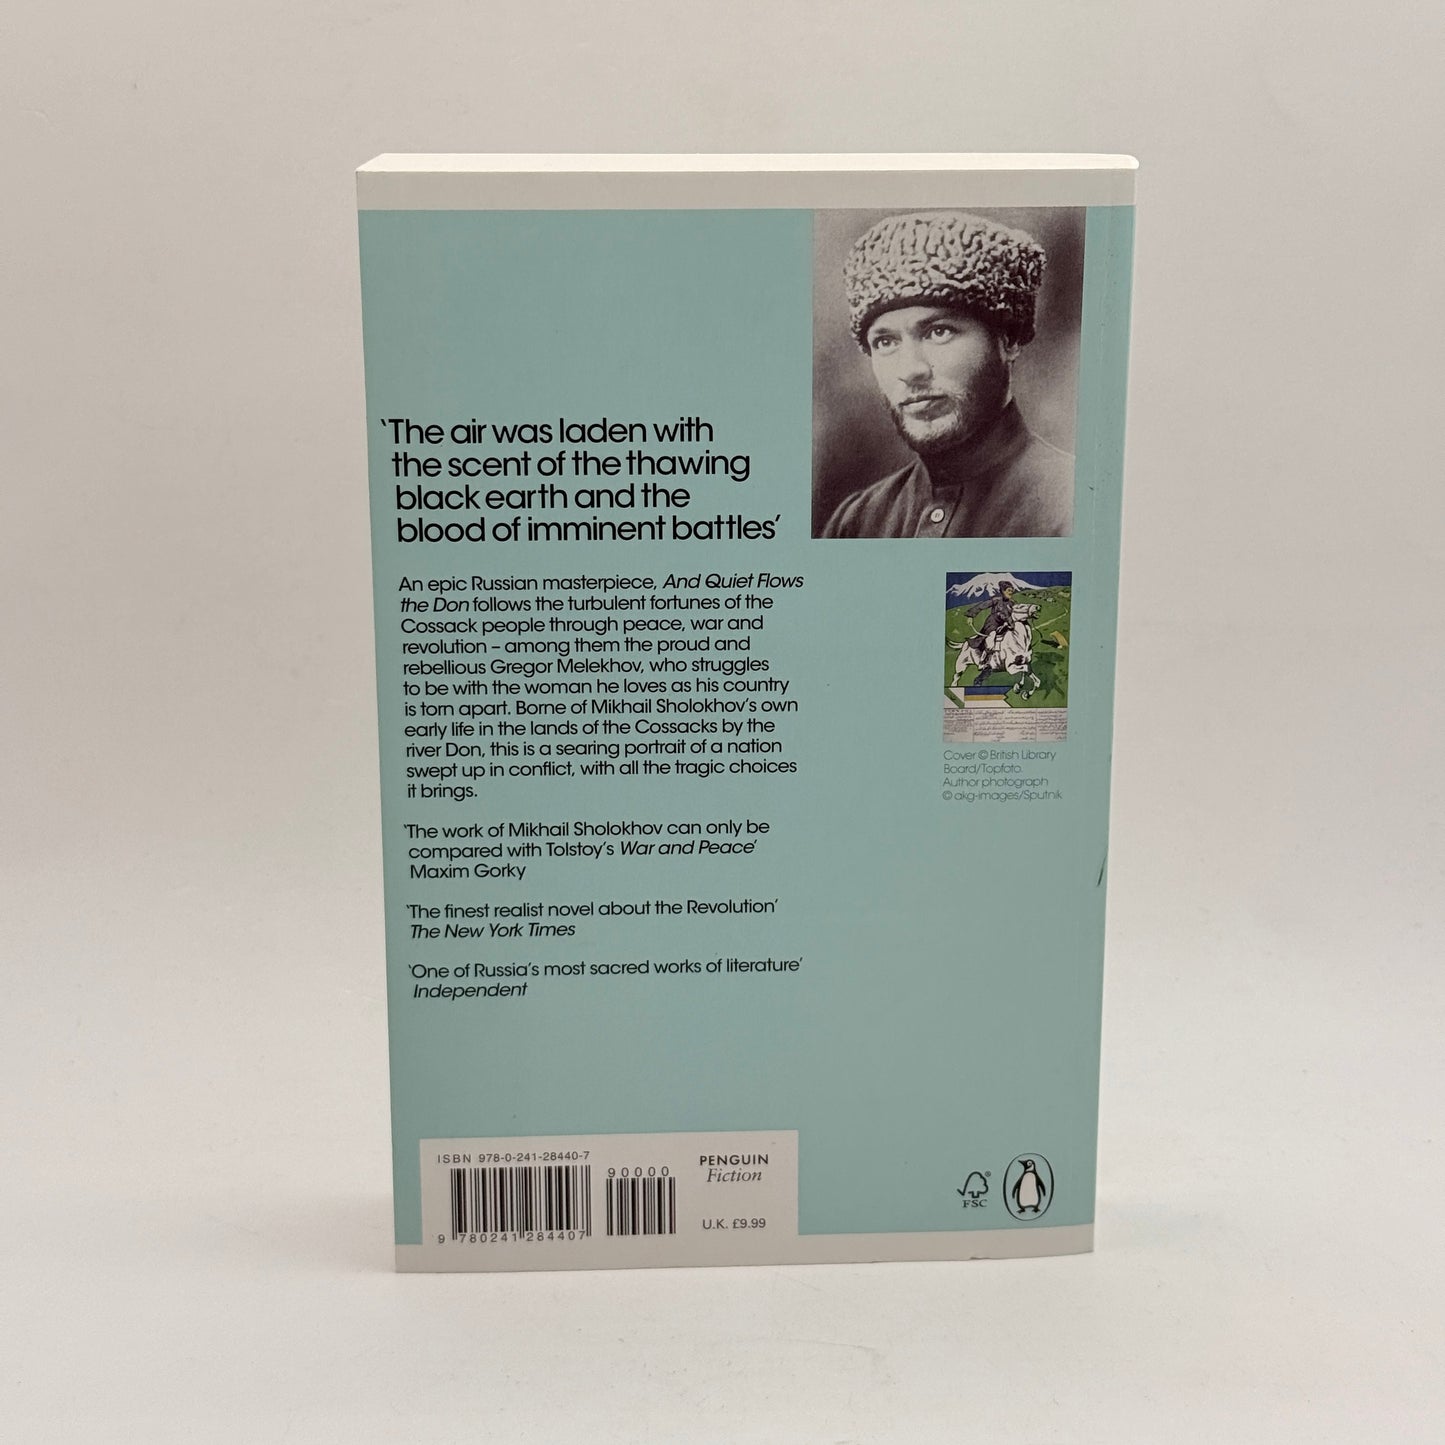 ‘The air was laden with
the scent of the thawing
black earth and the
blood of imminent battles’
An epic Russian masterpiece, And Quiet Flows
the Don follows the turbulent fortunes of the
Cossack people through peace, war and
revolution – among them the proud and
rebellious Gregor Melekhov, who struggles
to be with the woman he loves as his country
is torn apart. Borne of Mikhail Sholokhov’s own
early life in the lands of the Cossacks by the
river Don, this is a searing portrait of a nation
swept up in conflict, with all the tragic choices
it brings.
‘The work of Mikhail Sholokhov can only be
compared with Tolstoy’s War and Peace’
Maxim Gorky
‘The finest realist novel about the Revolution’
The New York Times
‘One of Russia’s most sacred works of literature’
Independent
Cover © British Library
Board/Topfoto.
Author photograph
© akg-images/Sputnik
ISBN 978-0-241-28440-7
90000
9 780241 284407
PENGUIN
Fiction
U.K. £9.99
FSC